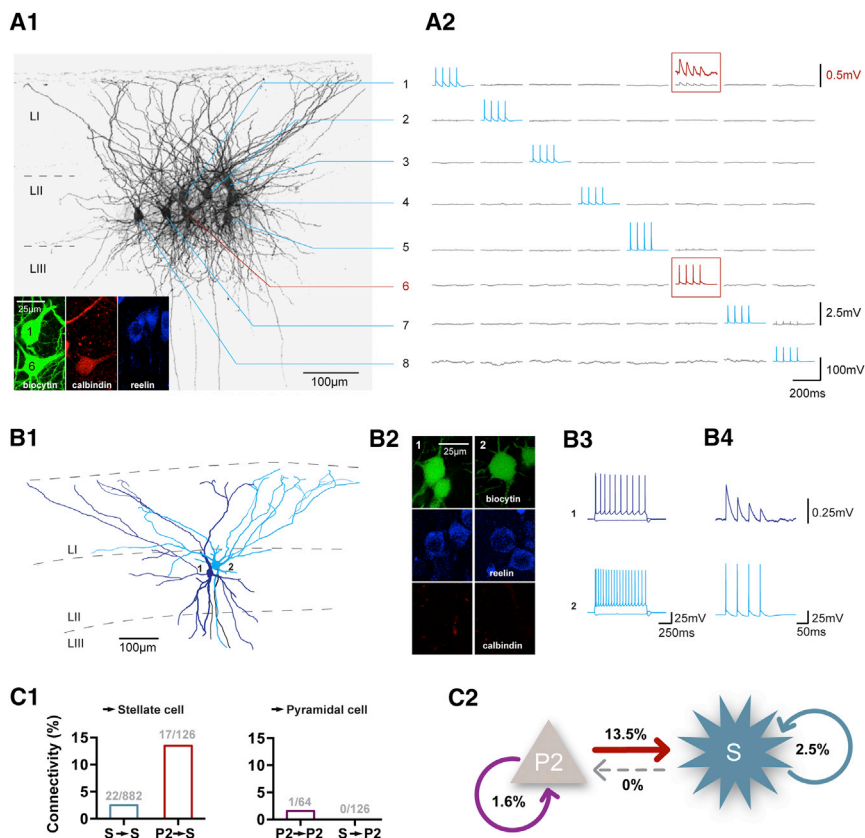 A1
A2
LI
LII
LIII
1
2
3
4
5
6
7
8
25μm
1
6
biocytin
calbindin
reelin
100μm
0.5mV
2.5mV
100mV
200ms
B1
LI
LII
LIII
1
2
100μm
B2
1
25μm
2
biocytin
reelin
calbindin
B3
1
2
25mV
250ms
B4
0.25mV
25mV
50ms
C1
Stellate cell
Connectivity (%)
15
10
5
0
22/882
17/126
S→S
P2→S
Pyramidal cell
15
10
5
0
1/64
0/126
P2→P2
S→P2
C2
P2
1.6%
13.5%
0%
S
2.5%